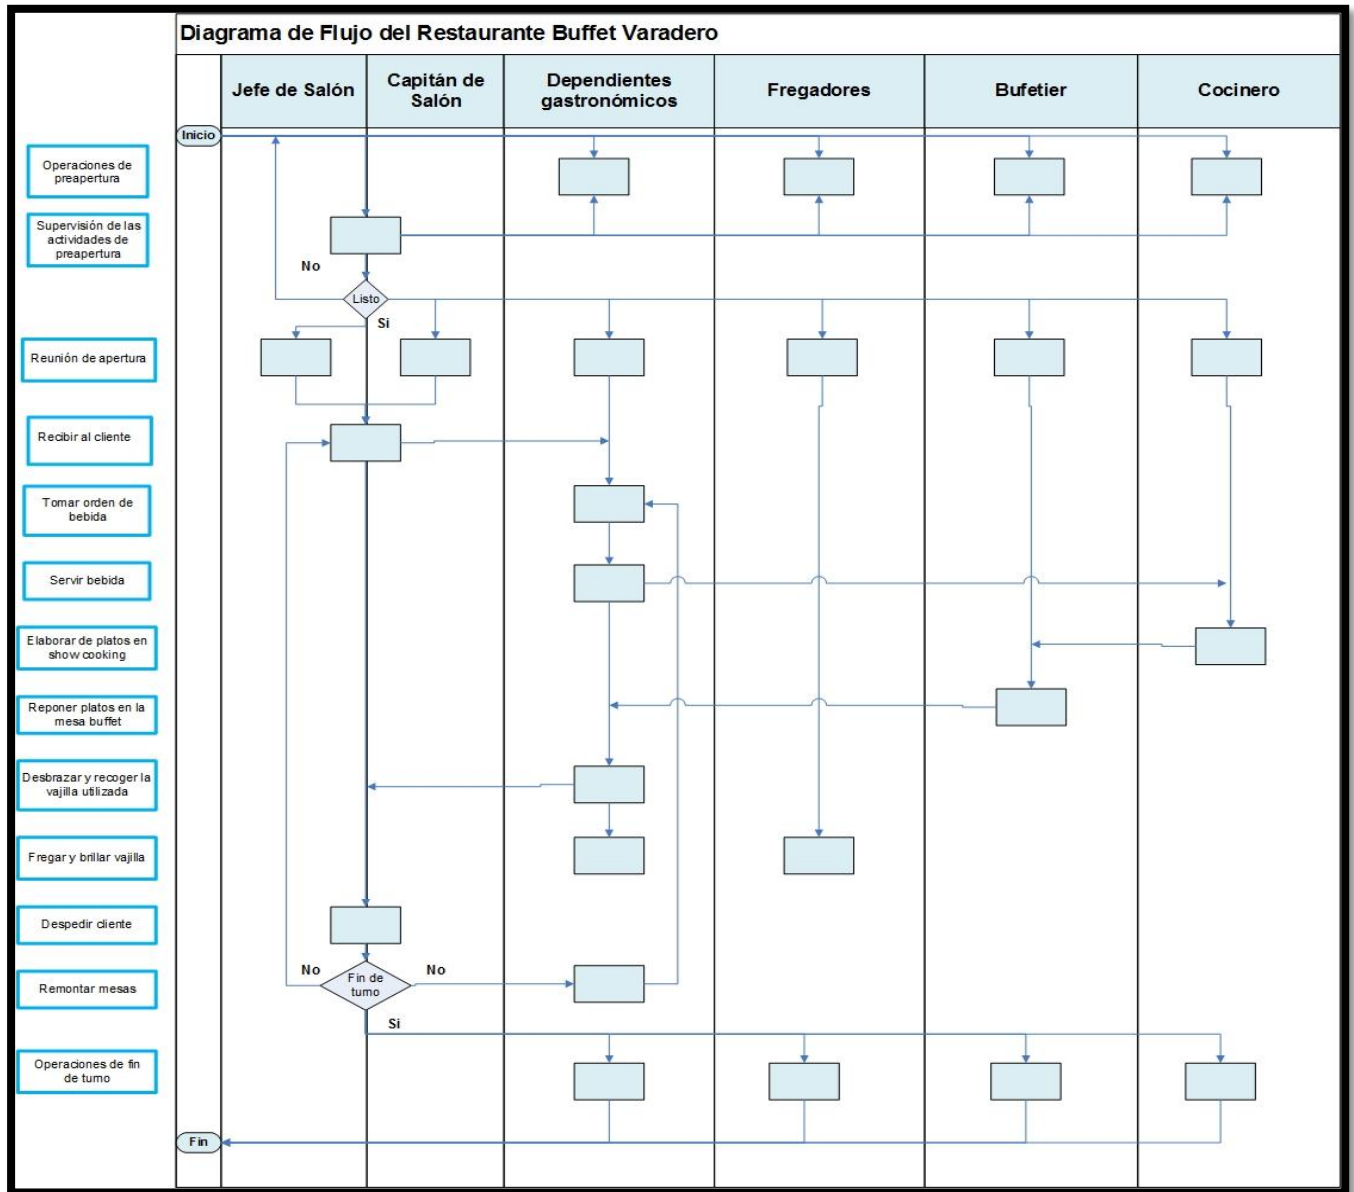 Diagrama de Flujo del Restaurante Buffet Varadero
Jefe de Salón
Capitán de
Salón
Dependientes
gastronómicos
Fregadores
Bufetier
Cocinero
Inicio
Operaciones de
preapertura
Supervisión de las
actividades de
preapertura
No
Listo
Si
Reunión de apertura
Recibir al cliente
Tomar orden de
bebida
Servir bebida
Elaborar de platos en
show cooking
Reponer platos en la
mesa buffet
Desbrazar y recoger la
vajilla utilizada
Fregar y brillar vajilla
Despedir cliente
No
Fin de
turno
No
Remontar mesas
Si
Operaciones de fin
de turno
Fin